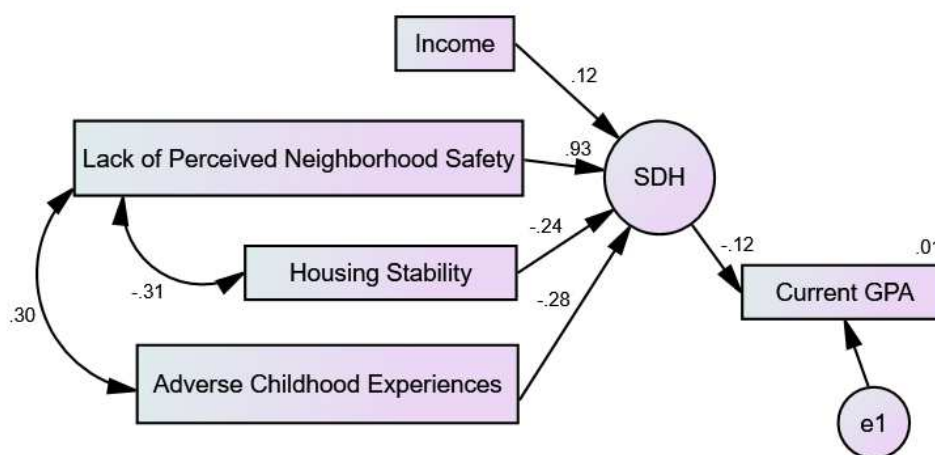 Income
.12
Lack of Perceived Neighborhood Safety
.93
SDH
-.24
-.12
.01
Housing Stability
Current GPA
-.31
-.28
.30
Adverse Childhood Experiences
e1